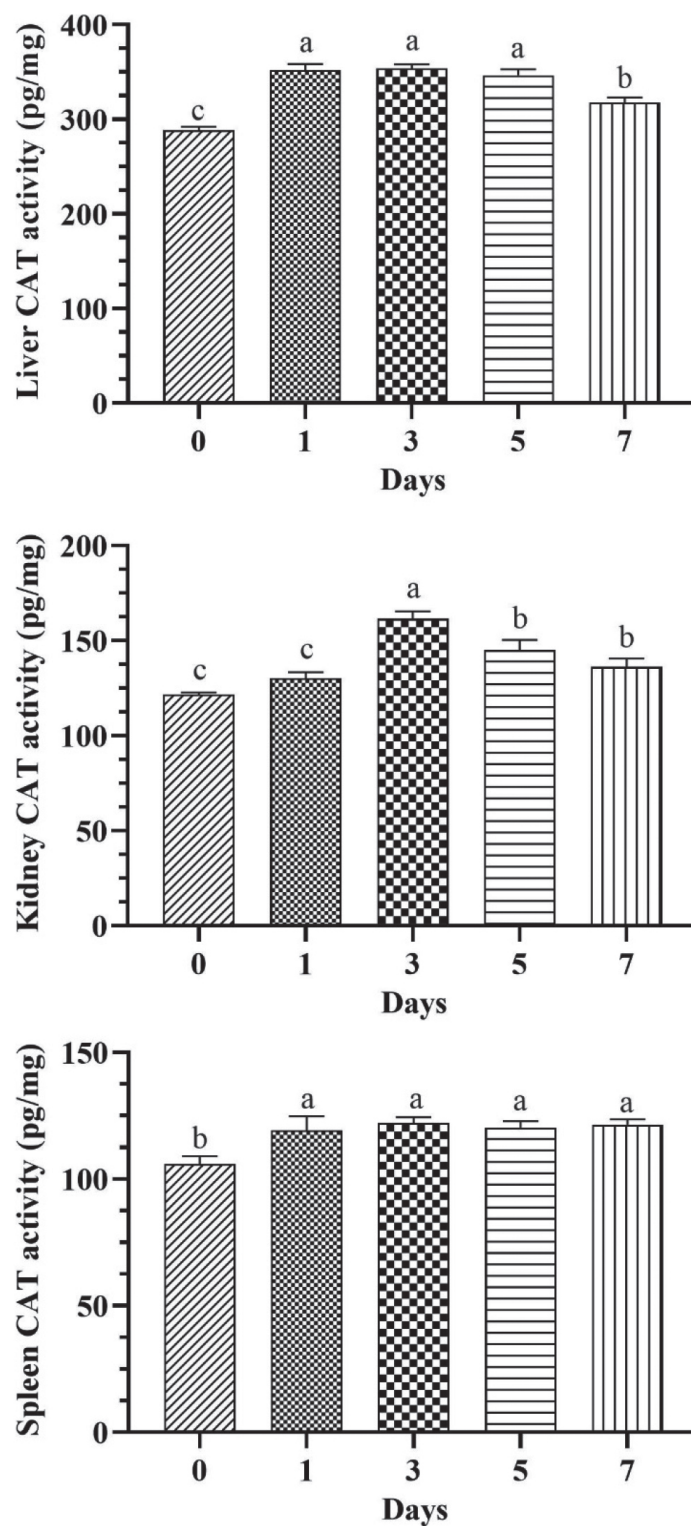 Liver CAT activity (pg/mg)
400
300
200
100
0
c
a
a
a
b
0 1 3 5 7
Days
Kidney CAT activity (pg/mg)
200
150
100
50
0
c
c
a
b
b
0 1 3 5 7
Days
Spleen CAT activity (pg/mg)
150
100
50
0
b
a
a
a
a
0 1 3 5 7
Days